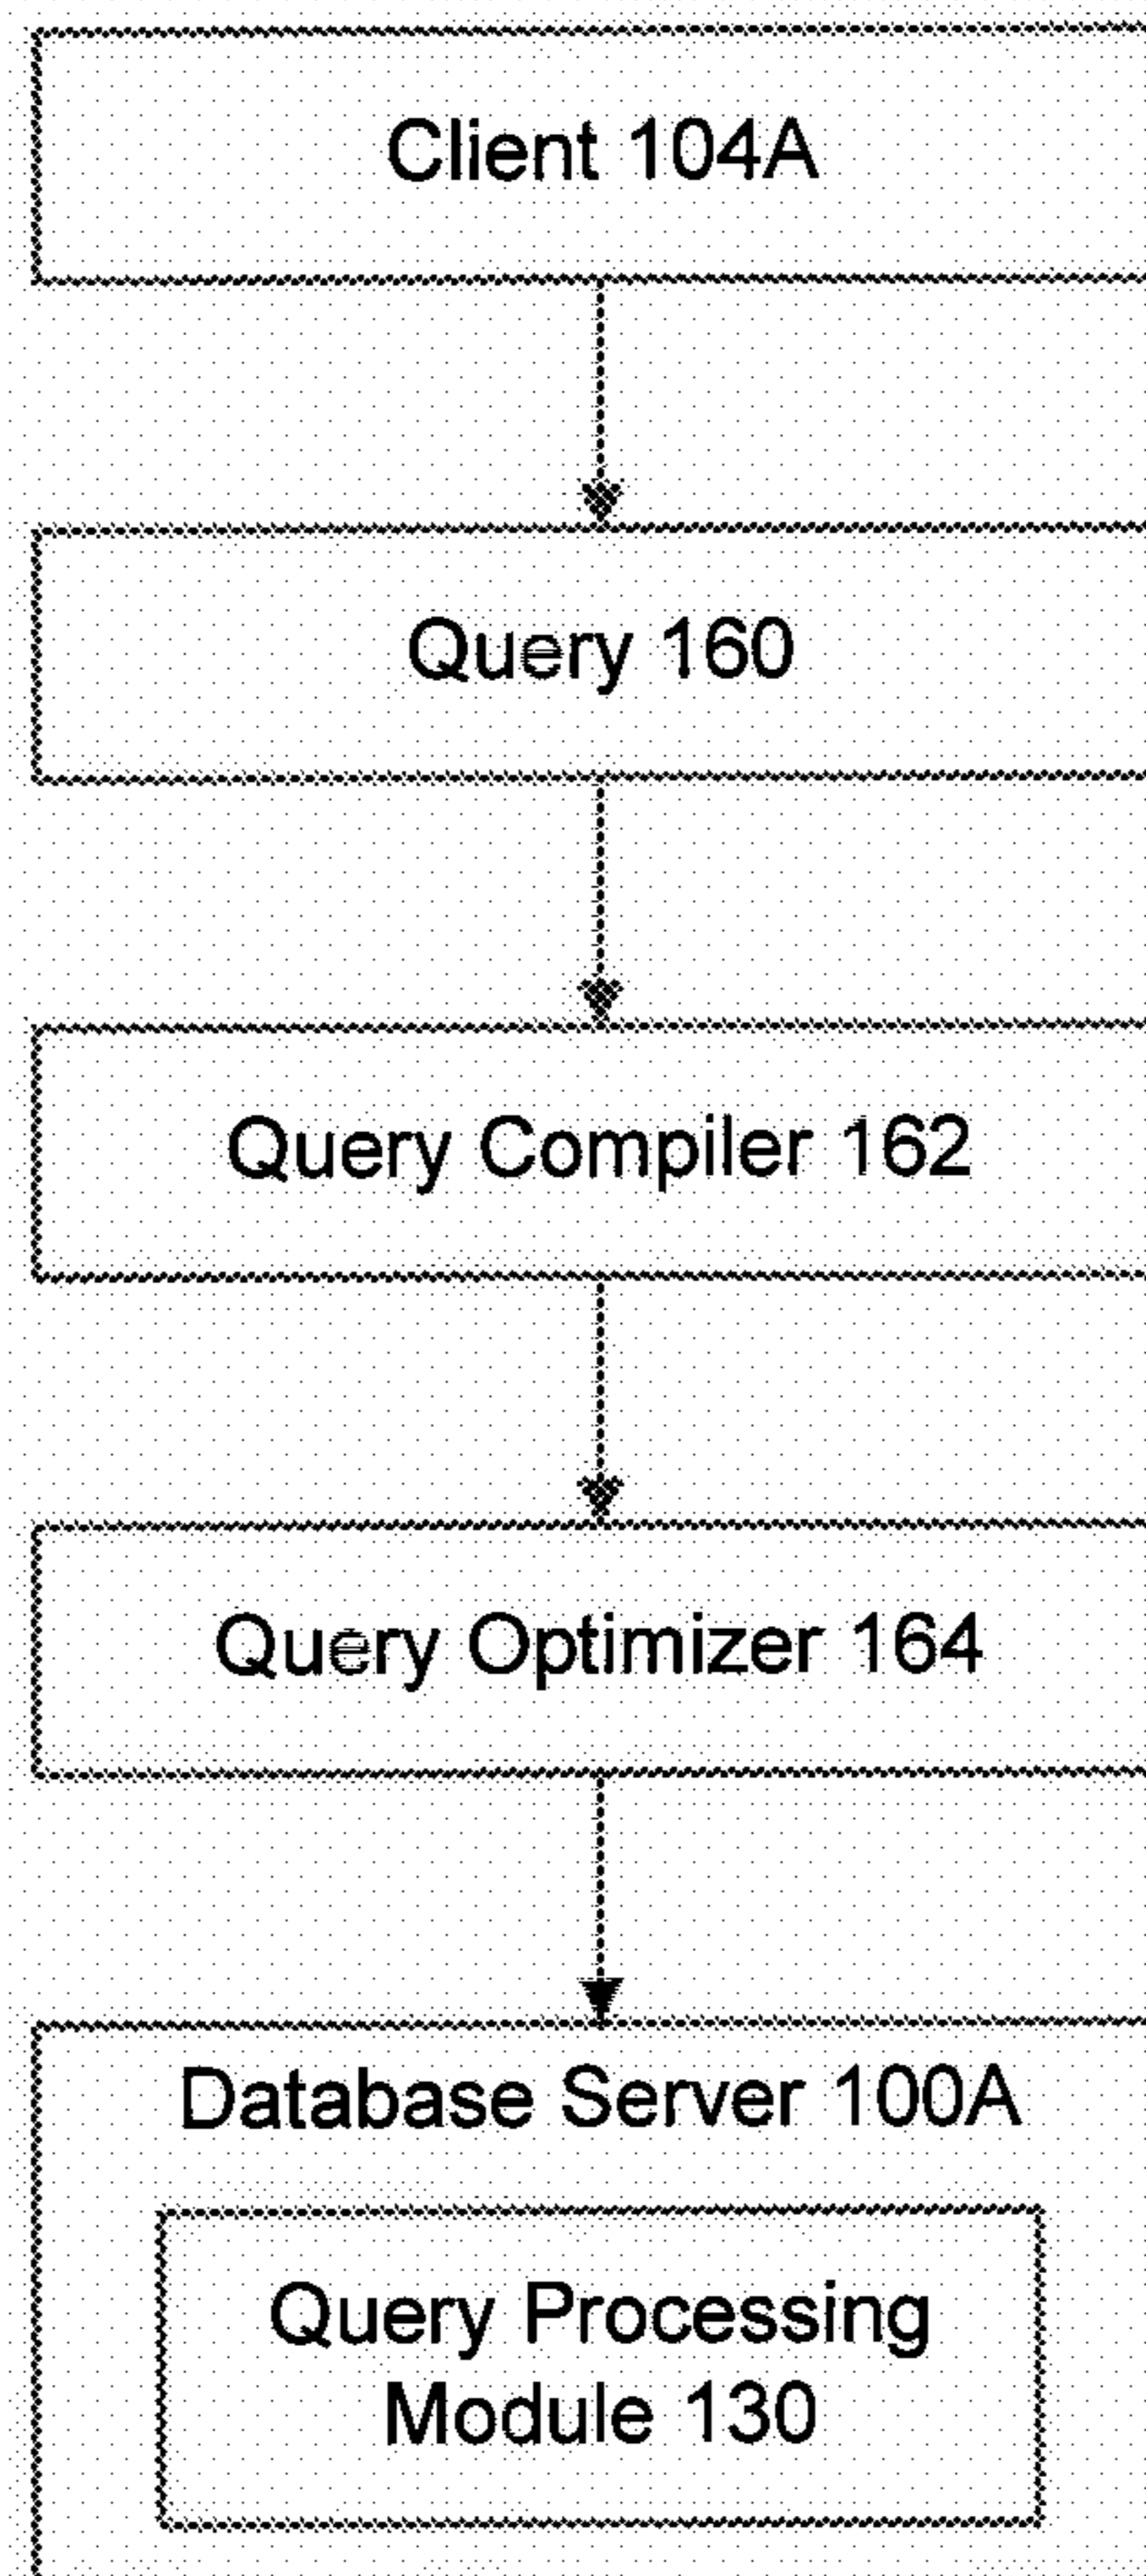 Client 104A
Query 160
Query Compiler 162
Query Optimizer 164
Database Server 100A
Query Processing
Module 130